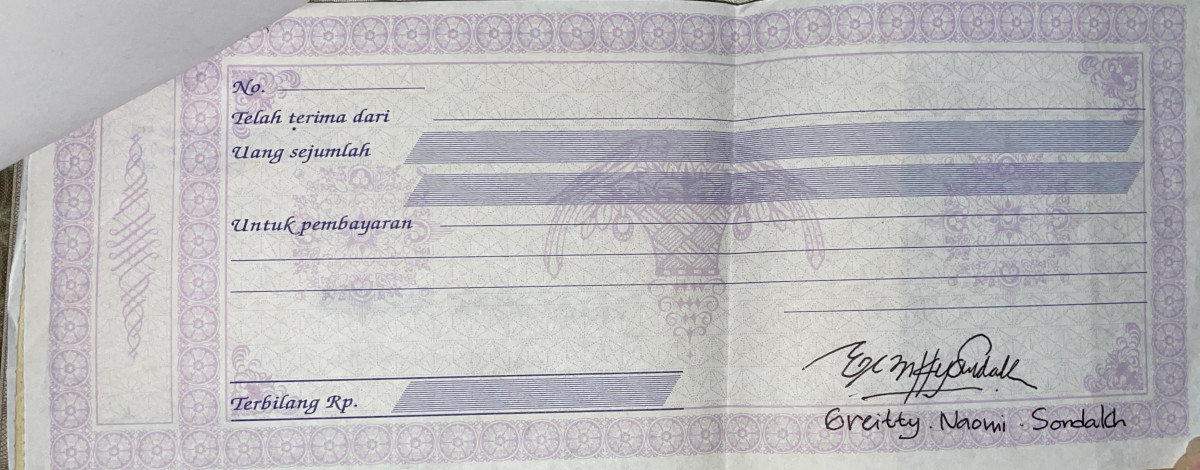 No.
Telah terima dari
Uang sejumlah
Untuk pembayaran
Terbilang Rp.
Greitty . Naomi . Sondakh